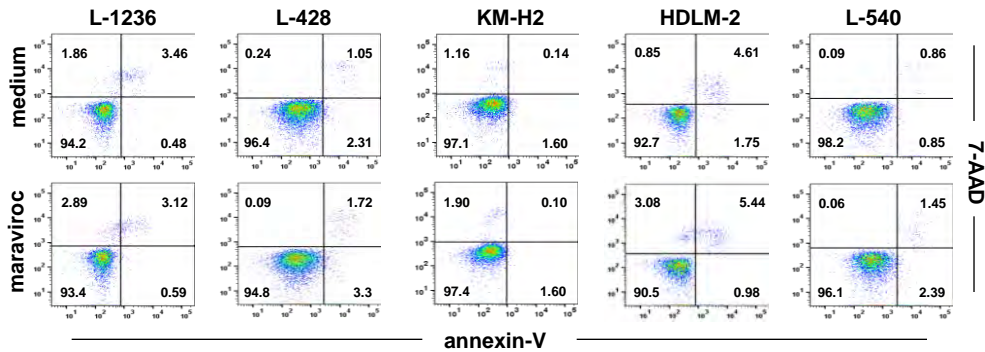 L-1236 L-428 KM-H2 HDLM-2 L-540
medium
1.86 3.46 0.24 1.05 1.16 0.14 0.85 4.61 0.09 0.86
94.2 0.48 96.4 2.31 97.1 1.60 92.7 1.75 98.2 0.85
maraviroc
2.89 3.12 0.09 1.72 1.90 0.10 3.08 5.44 0.06 1.45
93.4 0.59 94.8 3.3 97.4 1.60 90.5 0.98 96.1 2.39
7-AAD
annexin-V